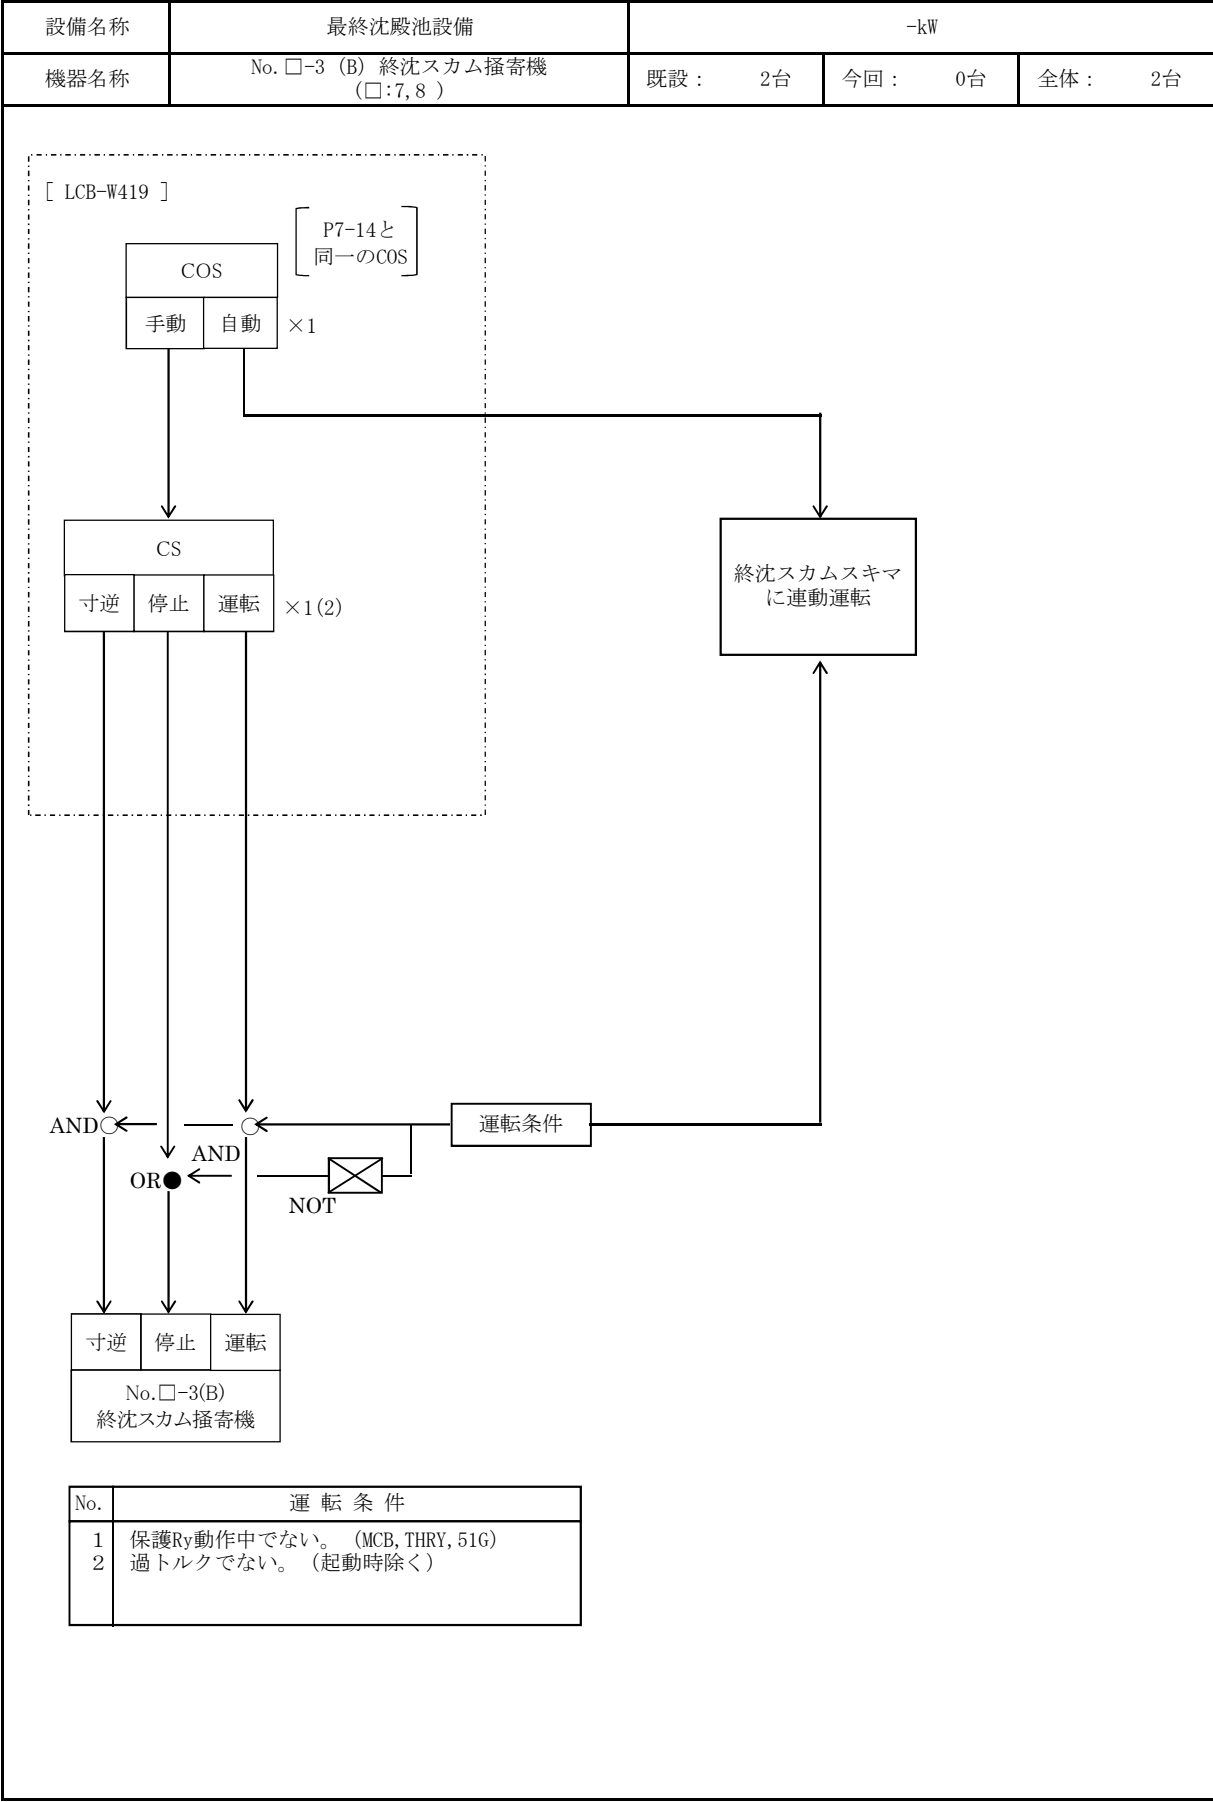 設備名称
最終沈殿池設備
-kW
機器名称
No.□-3 (B) 終沈スカム掻寄機
(□:7,8 )
既設： 2台
今回： 0台
全体： 2台
[ LCB-W419 ]
P7-14と
同一のCOS
COS
手動 自動 ×1
CS
寸逆 停止 運転 ×1(2)
終沈スカムスキマ
に連動運転
AND
運転条件
AND
OR
NOT
寸逆 停止 運転
No.□-3(B)
終沈スカム掻寄機
No. 運 転 条 件
1 保護Ry動作中でない。 (MCB,THRY,51G)
2 過トルクでない。 (起動時除く)